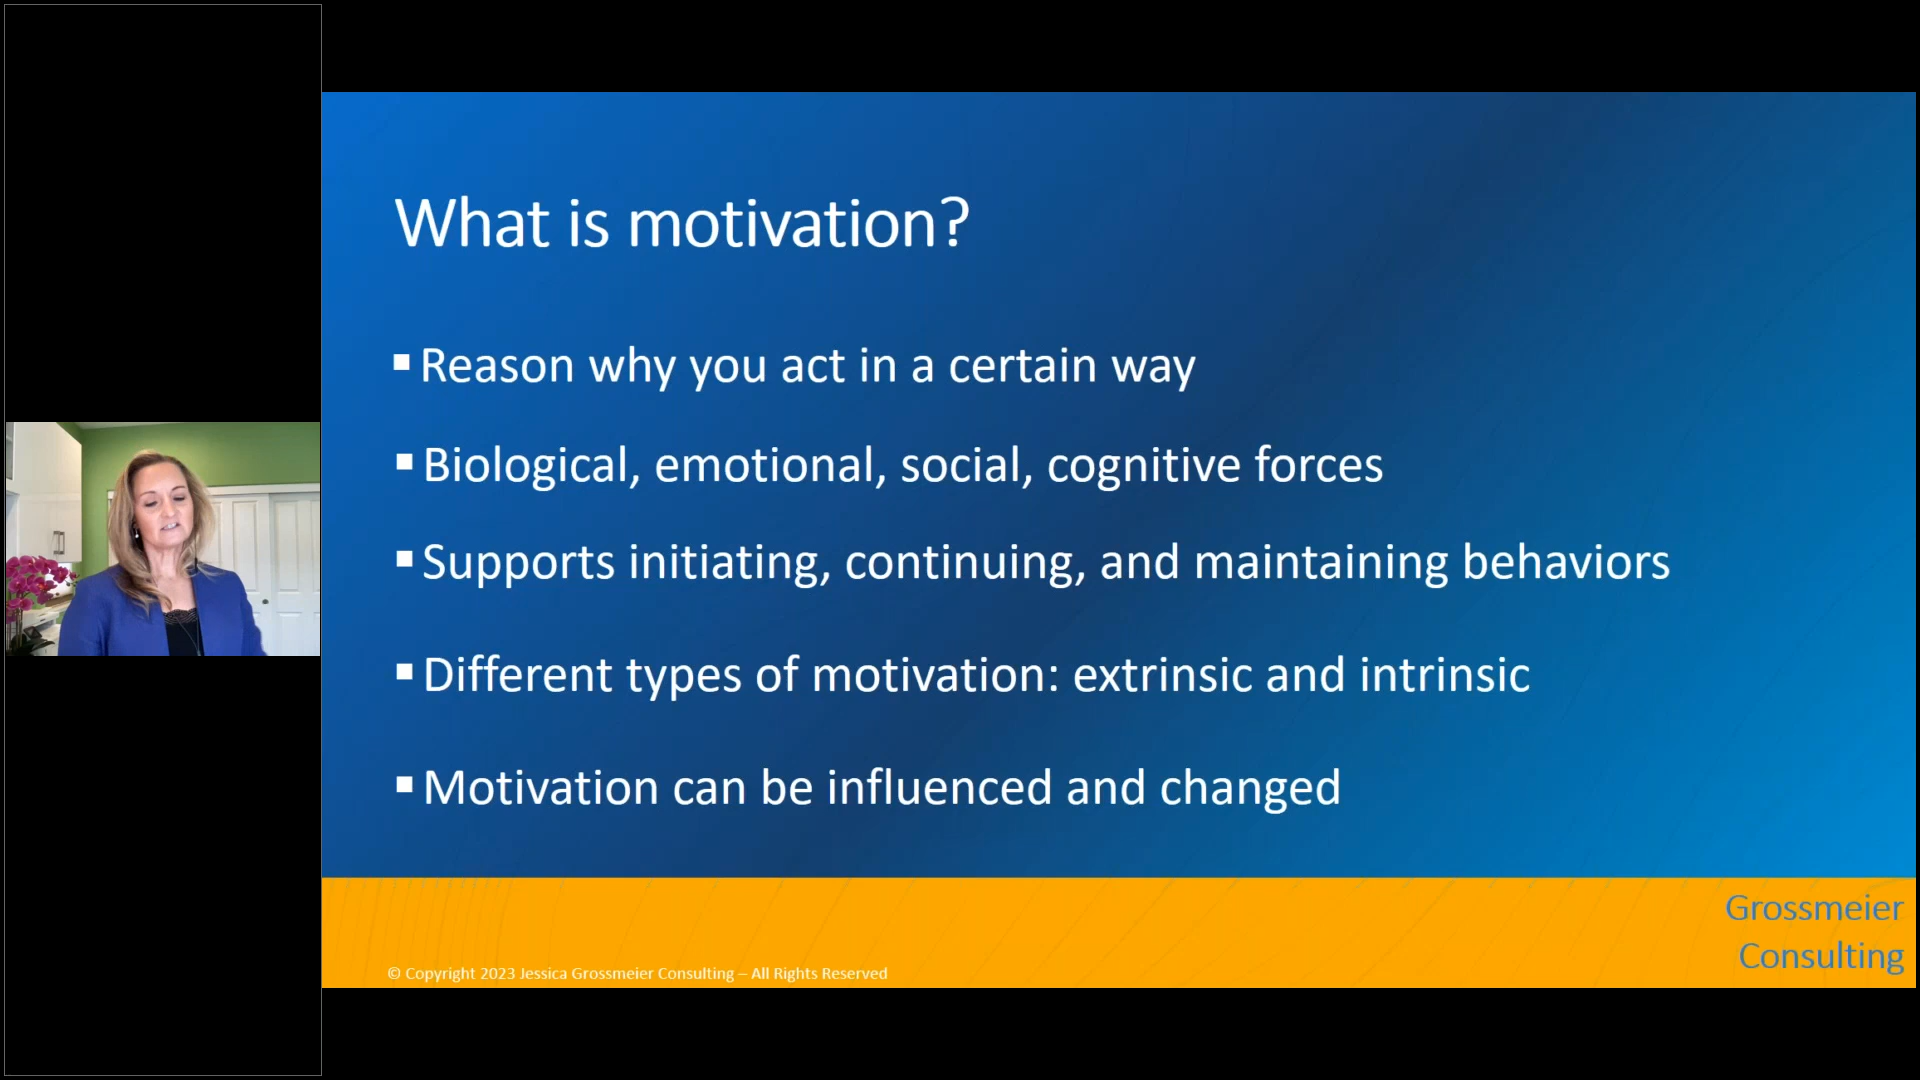 What is motivation?
▪ Reason why you act in a certain way
▪ Biological, emotional, social, cognitive forces
▪ Supports initiating, continuing, and maintaining behaviors
▪ Different types of motivation: extrinsic and intrinsic
▪ Motivation can be influenced and changed
Grossmeier
Consulting
© Copyright 2023 Jessica Grossmeier Consulting – All Rights Reserved